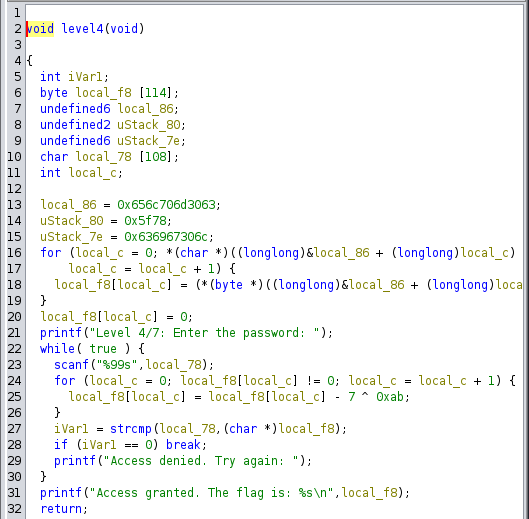 1
2 void level4(void)
3
4 {
5 int iVar1;
6 byte local_f8 [114];
7 undefined6 local_86;
8 undefined2 uStack_80;
9 undefined6 uStack_7e;
10 char local_78 [108];
11 int local_c;
12
13 local_86 = 0x656c706d3063;
14 uStack_80 = 0x5f78;
15 uStack_7e = 0x636967306c;
16 for (local_c = 0; *(char *)((longlong)&local_86 + (longlong)local_c)
17 local_c = local_c + 1) {
18 local_f8[local_c] = (*(byte *)((longlong)&local_86 + (longlong)loca
19 }
20 local_f8[local_c] = 0;
21 printf("Level 4/7: Enter the password: ");
22 while( true ) {
23 scanf("%99s",local_78);
24 for (local_c = 0; local_f8[local_c] != 0; local_c = local_c + 1) {
25 local_f8[local_c] = local_f8[local_c] - 7 ^ 0xab;
26 }
27 iVar1 = strcmp(local_78,(char *)local_f8);
28 if (iVar1 == 0) break;
29 printf("Access denied. Try again: ");
30 }
31 printf("Access granted. The flag is: %s\n",local_f8);
32 return;